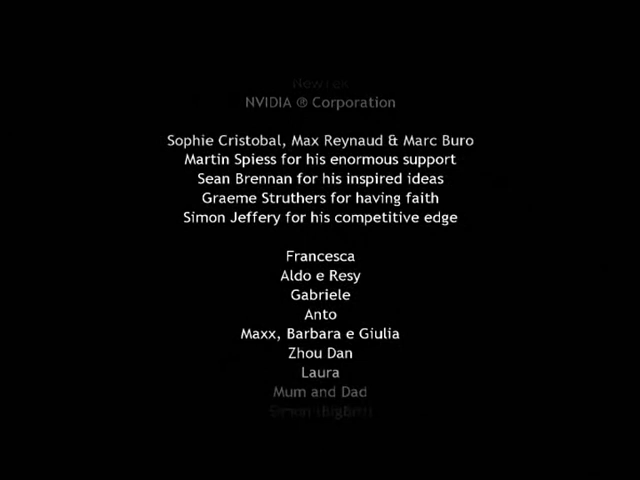 NewTek
NVIDIA ® Corporation
Sophie Cristobal, Max Reynaud & Marc Buro
Martin Spiess for his enormous support
Sean Brennan for his inspired ideas
Graeme Struthers for having faith
Simon Jeffery for his competitive edge
Francesca
Aldo e Resy
Gabriele
Anto
Maxx, Barbara e Giulia
Zhou Dan
Laura
Mum and Dad
Simon